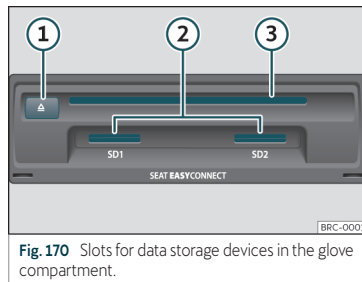 1 2 3
SD1 SD2
SEAT EASYCONNECT
BRC-0003
Fig. 170 Slots for data storage devices in the glove
compartment.